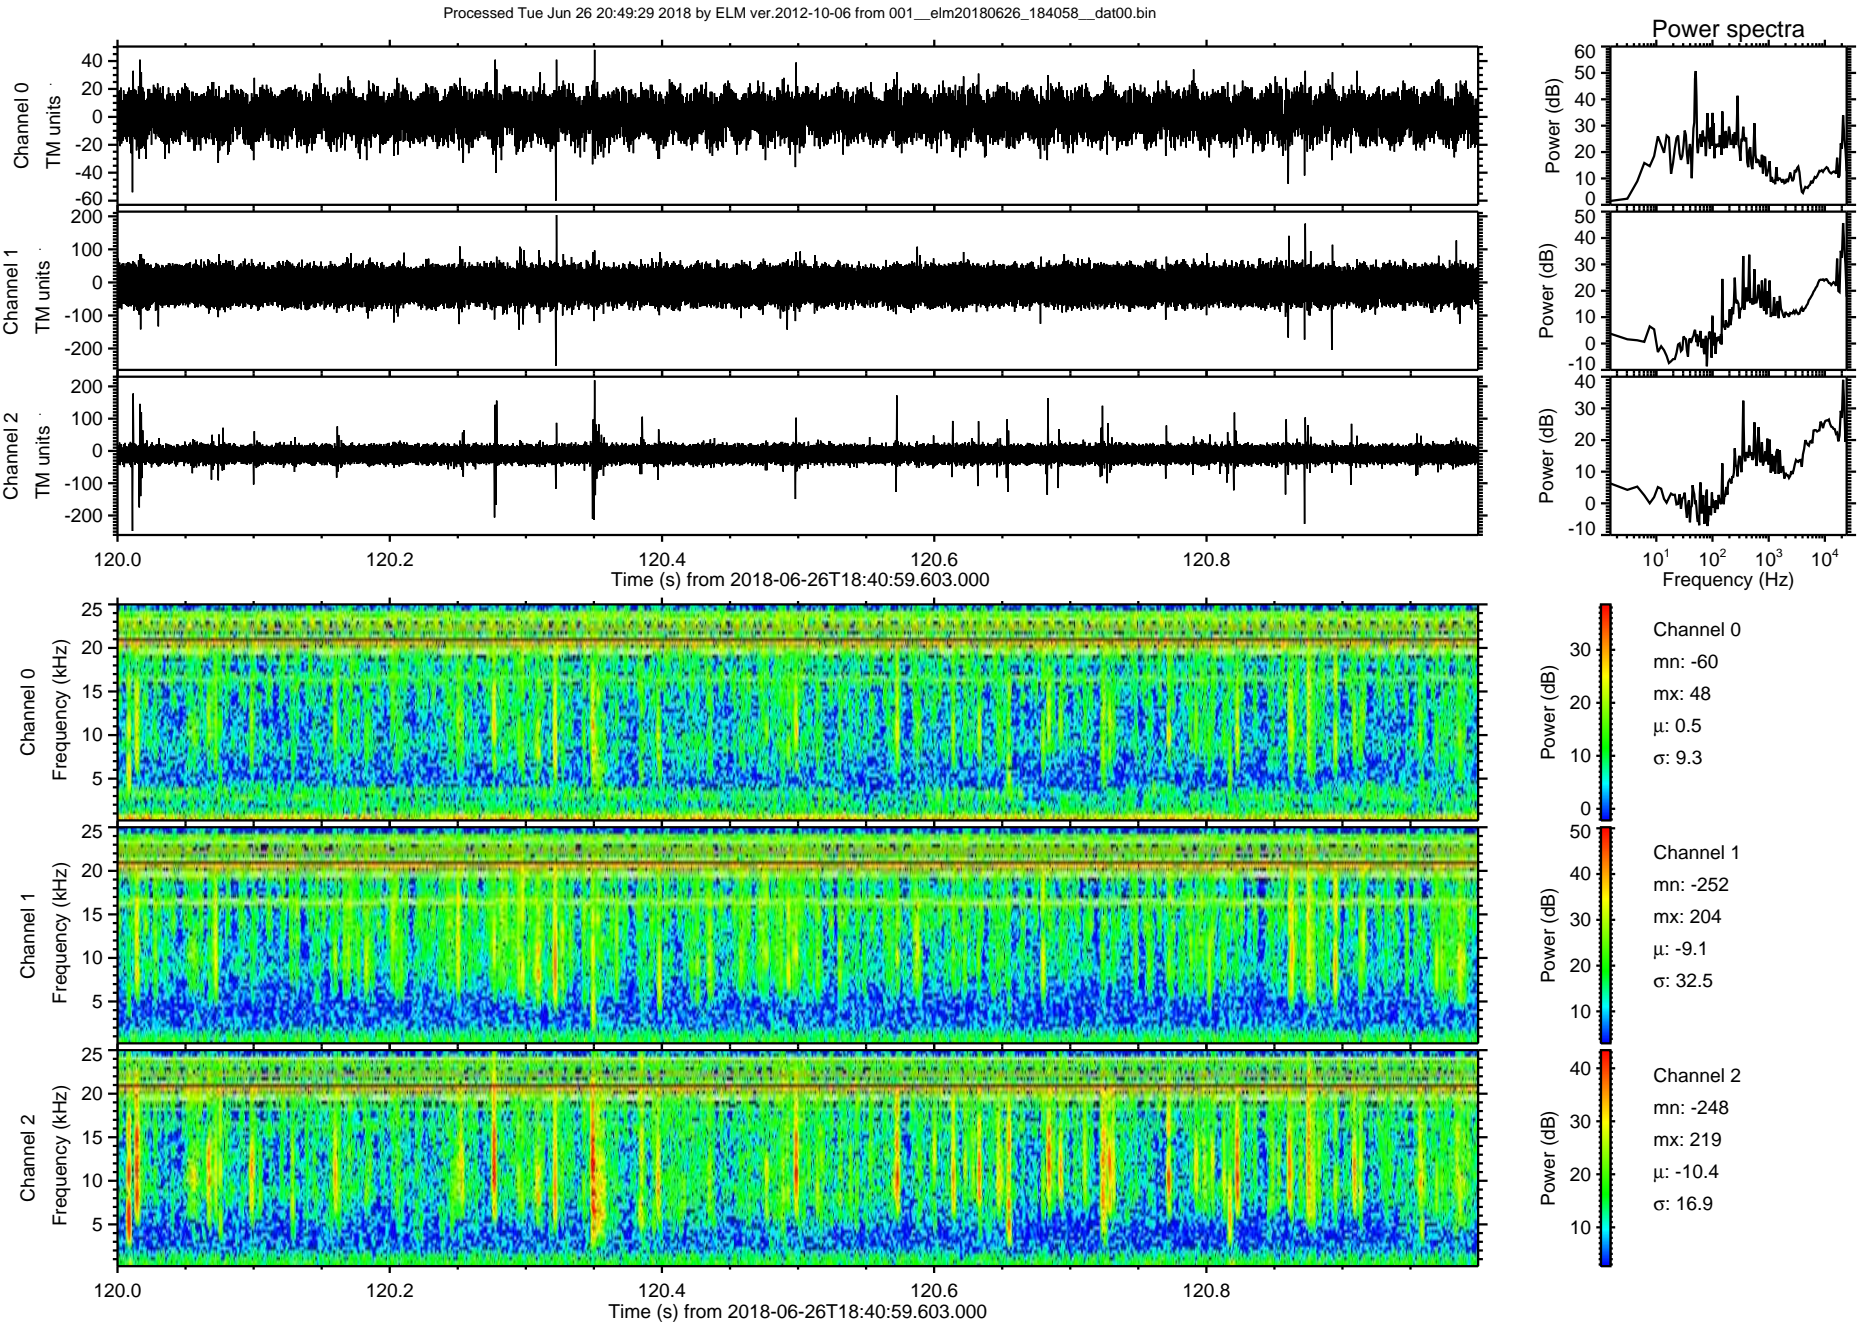 Processed Tue Jun 26 20:49:29 2018 by ELM ver.2012-10-06 from 001__elm20180626_184058__dat00.bin
Power spectra
Channel 0
TM units
40
20
0
-20
-40
-60
Power (dB)
60
50
40
30
20
10
0
Channel 1
TM units
200
100
0
-100
-200
Power (dB)
50
40
30
20
10
0
-10
Channel 2
TM units
200
100
0
-100
-200
Power (dB)
40
30
20
10
0
-10
120.0 120.2 120.4 120.6 120.8
Time (s) from 2018-06-26T18:40:59.603.000
10¹ 10² 10³ 10⁴
Frequency (Hz)
Channel 0
Frequency (kHz)
25
20
15
10
5
Power (dB)
30
20
10
0
Channel 0
mn: -60
mx: 48
µ: 0.5
σ: 9.3
Channel 1
Frequency (kHz)
25
20
15
10
5
Power (dB)
50
40
30
20
10
Channel 1
mn: -252
mx: 204
µ: -9.1
σ: 32.5
Channel 2
Frequency (kHz)
25
20
15
10
5
Power (dB)
40
30
20
10
Channel 2
mn: -248
mx: 219
µ: -10.4
σ: 16.9
120.0 120.2 120.4 120.6 120.8
Time (s) from 2018-06-26T18:40:59.603.000